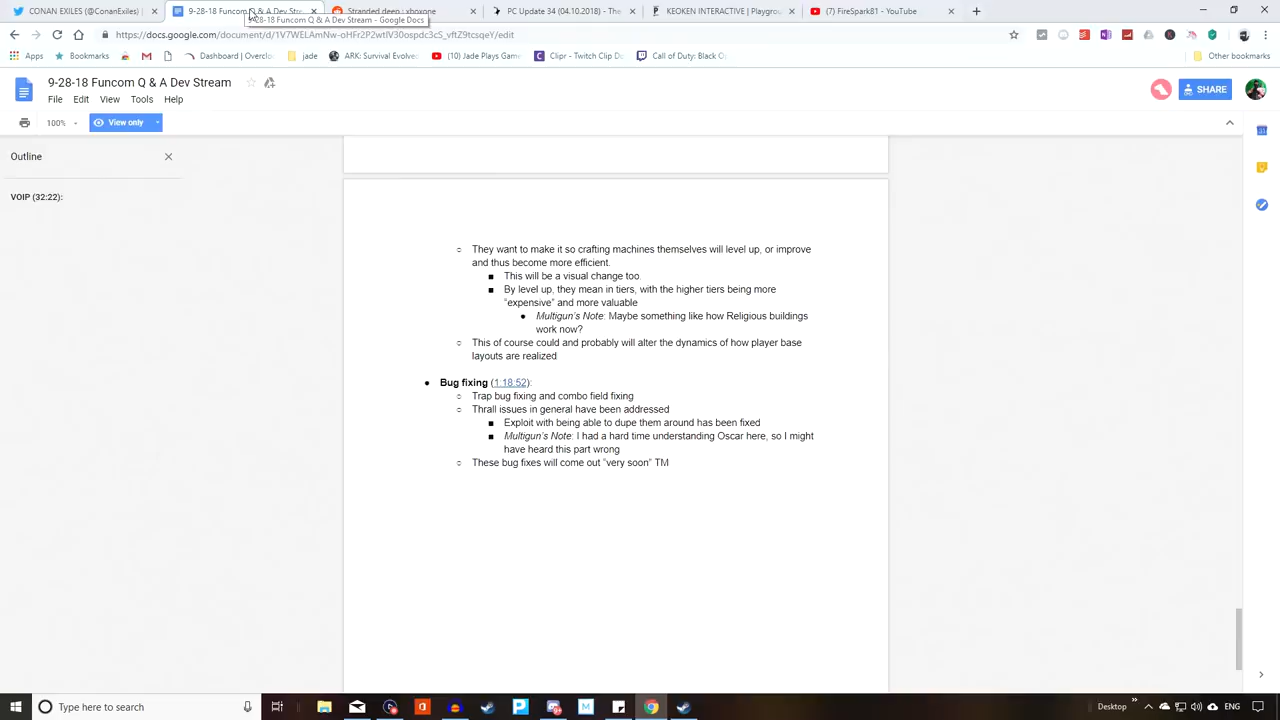 CONAN EXILES (@ConanExiles)
9-28-18 Funcom Q & A Dev Stre
Stranded deep : xboxone
PC Update 34 (04.10.2018) - The
KEOKEN INTERACTIVE | Playgrou
(7) FireSpark81 - YouTube
9-28-18 Funcom Q & A Dev Stream - Google Docs
https://docs.google.com/document/d/1V7WELAmNw-oHFr2P2wtIV30ospdc3cS_vftZ9tcsqeY/edit
Apps
Bookmarks
Dashboard | Overclo
jade
ARK: Survival Evolved
(10) Jade Plays Game
Clipr - Twitch Clip Do
Call of Duty: Black O
Other bookmarks
9-28-18 Funcom Q & A Dev Stream
File Edit View Tools Help
SHARE
100%
View only
Outline
VOIP (32:22):
○ They want to make it so crafting machines themselves will level up, or improve
and thus become more efficient.
■ This will be a visual change too.
■ By level up, they mean in tiers, with the higher tiers being more
"expensive" and more valuable
● Multigun's Note: Maybe something like how Religious buildings
work now?
○ This of course could and probably will alter the dynamics of how player base
layouts are realized
● Bug fixing (1:18:52):
○ Trap bug fixing and combo field fixing
○ Thrall issues in general have been addressed
■ Exploit with being able to dupe them around has been fixed
■ Multigun's Note: I had a hard time understanding Oscar here, so I might
have heard this part wrong
○ These bug fixes will come out "very soon" TM
Type here to search
Desktop
ENG